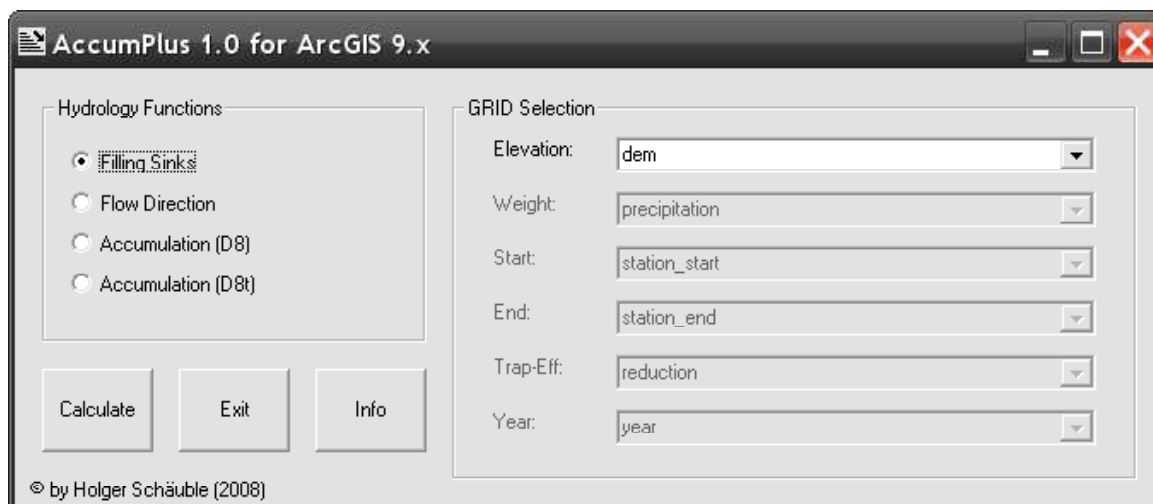 AccumPlus 1.0 for ArcGIS 9.x
Hydrology Functions
Filling Sinks
Flow Direction
Accumulation (D8)
Accumulation (D8t)
Calculate
Exit
Info
© by Holger Schäuble (2008)
GRID Selection
Elevation: dem
Weight: precipitation
Start: station_start
End: station_end
Trap-Eff: reduction
Year: year